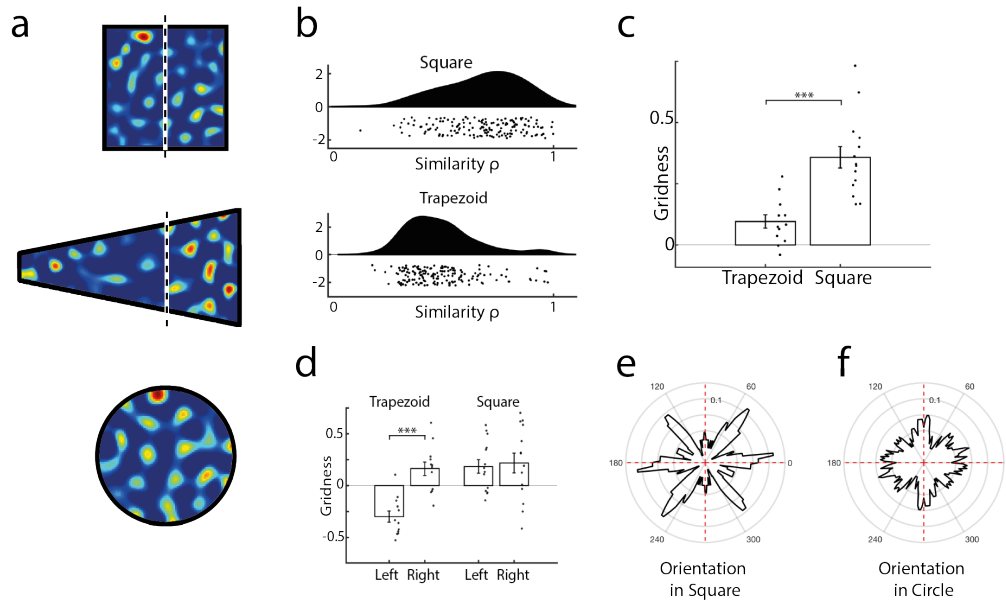 a
b
Square
2
0
-2
0
1
Similarity ρ
Trapezoid
2
0
-2
0
1
Similarity ρ
c
0.5
0
Gridness
***
Trapezoid
Square
d
Trapezoid
Square
***
0.5
0
-0.5
Gridness
Left
Right
Left
Right
e
120
60
0.1
180
0
240
300
Orientation
in Square
f
120
60
0.1
180
240
300
Orientation
in Circle